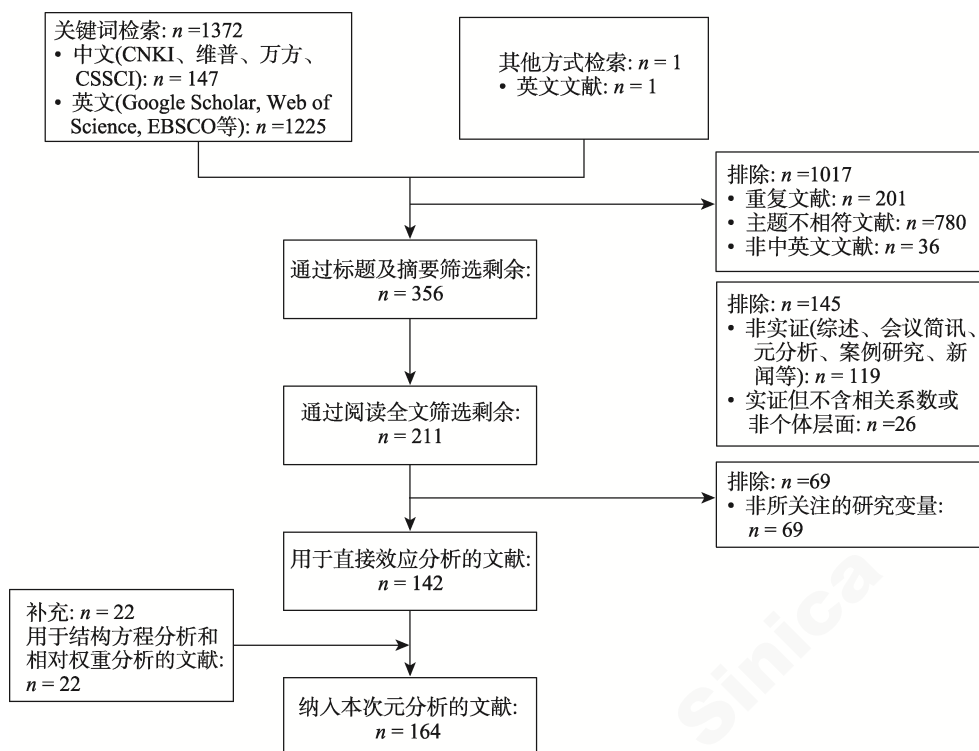 关键词检索: n =1372
• 中文(CNKI、维普、万方、
CSSCI): n = 147
• 英文(Google Scholar, Web of
Science, EBSCO等): n =1225
其他方式检索: n = 1
• 英文文献: n = 1
排除: n =1017
• 重复文献: n = 201
• 主题不相符文献: n =780
• 非中英文文献: n = 36
通过标题及摘要筛选剩余:
n = 356
排除: n =145
• 非实证(综述、会议简讯、
元分析、案例研究、新
闻等): n = 119
• 实证但不含相关系数或
非个体层面: n =26
通过阅读全文筛选剩余:
n = 211
排除: n =69
• 非所关注的研究变量:
n = 69
用于直接效应分析的文献:
n = 142
补充: n = 22
用于结构方程分析和
相对权重分析的文献:
n = 22
纳入本次元分析的文献:
n = 164
Sinica